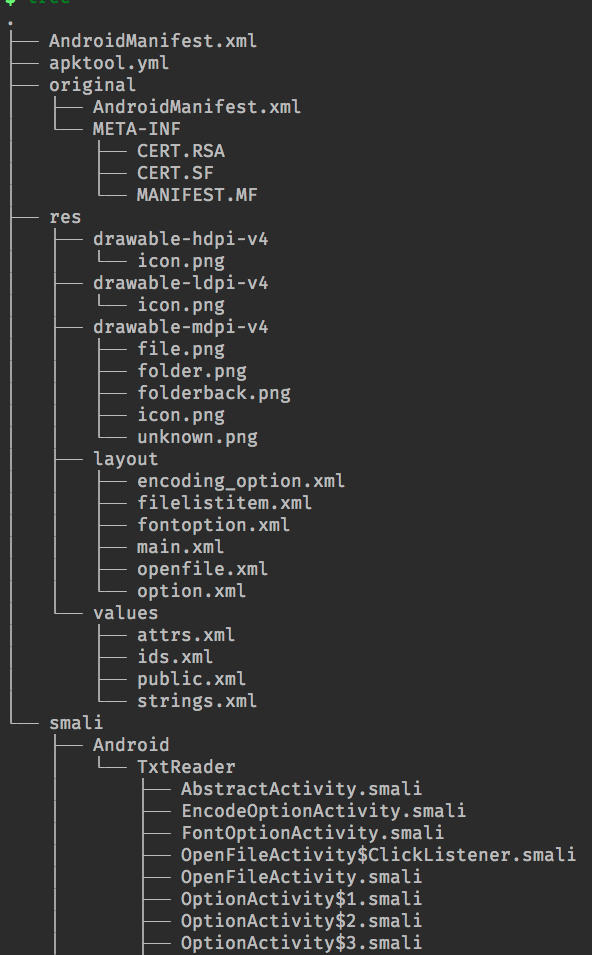 $ tree
.
├── AndroidManifest.xml
├── apktool.yml
├── original
│   ├── AndroidManifest.xml
│   └── META-INF
│       ├── CERT.RSA
│       ├── CERT.SF
│       └── MANIFEST.MF
├── res
│   ├── drawable-hdpi-v4
│   │   └── icon.png
│   ├── drawable-ldpi-v4
│   │   └── icon.png
│   ├── drawable-mdpi-v4
│   │   ├── file.png
│   │   ├── folder.png
│   │   ├── folderback.png
│   │   ├── icon.png
│   │   └── unknown.png
│   ├── layout
│   │   ├── encoding_option.xml
│   │   ├── filelistitem.xml
│   │   ├── fontoption.xml
│   │   ├── main.xml
│   │   ├── openfile.xml
│   │   └── option.xml
│   └── values
│       ├── attrs.xml
│       ├── ids.xml
│       ├── public.xml
│       └── strings.xml
└── smali
    ├── Android
    │   └── TxtReader
    │       ├── AbstractActivity.smali
    │       ├── EncodeOptionActivity.smali
    │       ├── FontOptionActivity.smali
    │       ├── OpenFileActivity$ClickListener.smali
    │       ├── OpenFileActivity.smali
    │       ├── OptionActivity$1.smali
    │       ├── OptionActivity$2.smali
    │       ├── OptionActivity$3.smali